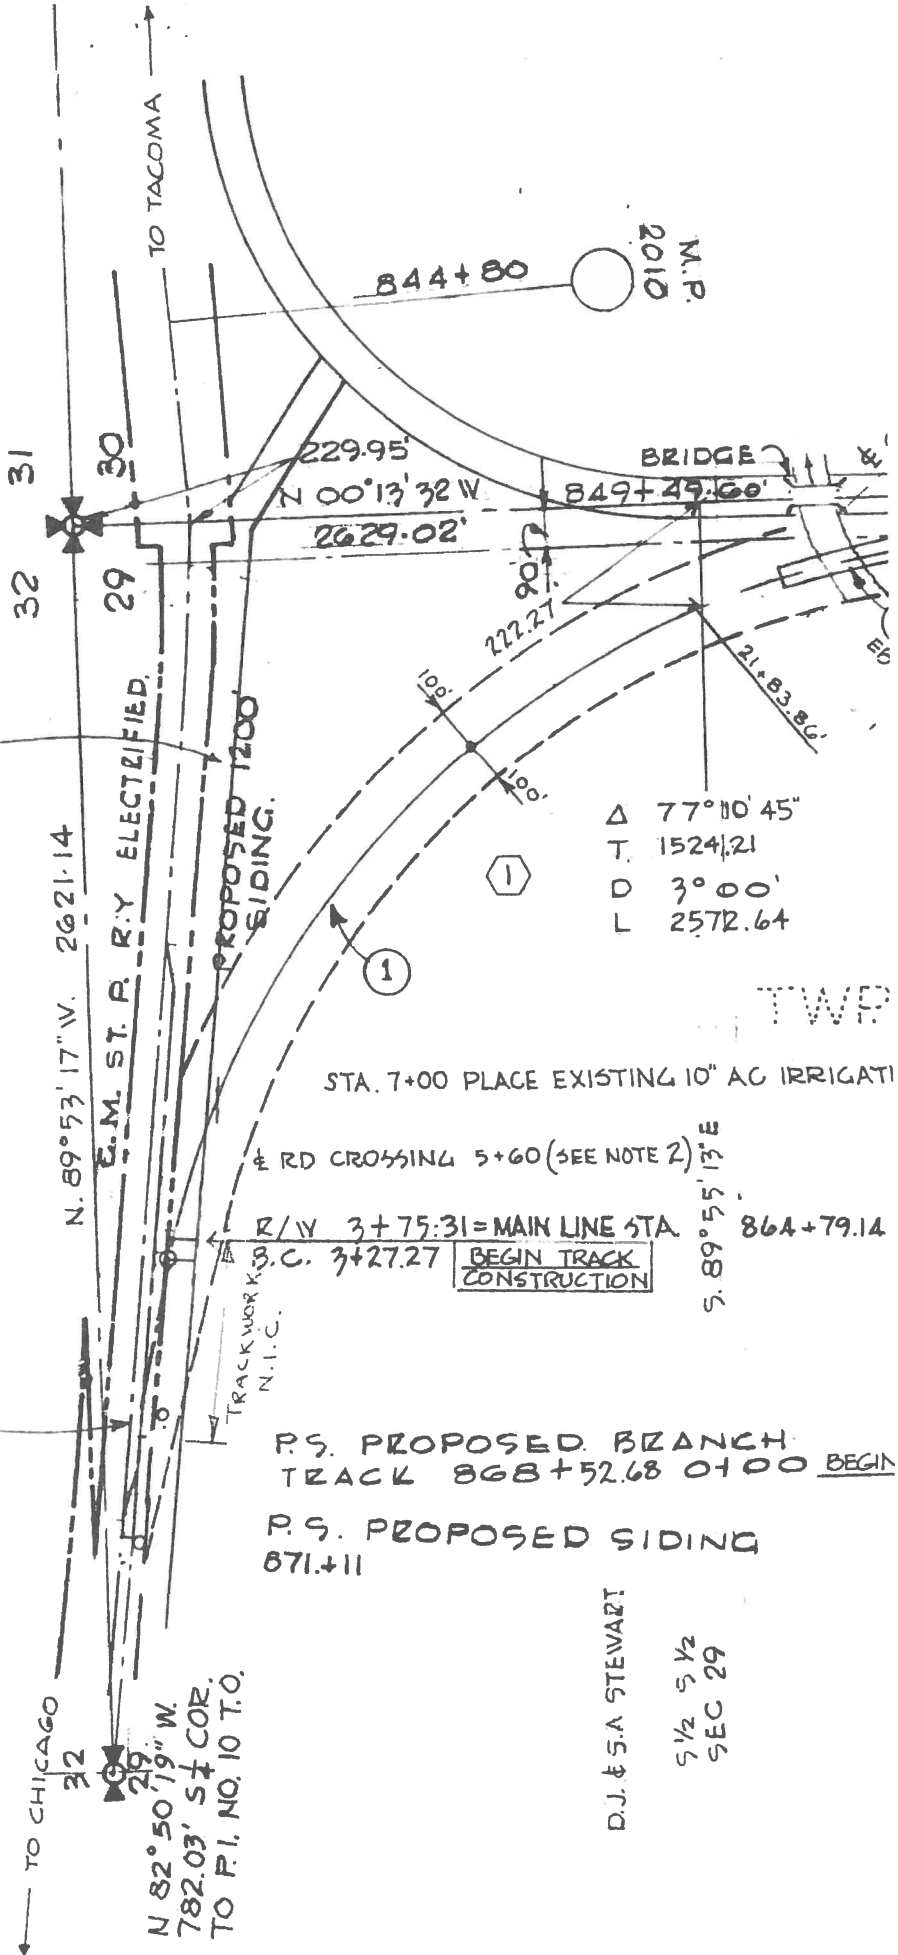 TO TACOMA
844+80
M.P.
2010
31
30
32
29
229.95'
N 00°13'32 W
2629.02'
BRIDGE
849+49.60'
90'
222.27
21+83.86
100'
100'
Δ 77°10'45"
T. 1524.21
D 3°00'
L 2572.64
1
1
PROPOSED 1200'
SIDING.
N. 89°53'17" W. 2621.14
C.M. ST. P. R.Y ELECTRIFIED.
TWP
STA. 7+00 PLACE EXISTING 10" AC IRRIGATI
℄ RD CROSSING 5+60 (SEE NOTE 2)
S. 89°55'13" E
R/W 3+75.31 = MAIN LINE STA. 864+79.14
B.C. 3+27.27 BEGIN TRACK
CONSTRUCTION
TRACKWORK
N.I.C.
P.S. PROPOSED BRANCH
TRACK 868+52.68 0+00 BEGIN
P.S. PROPOSED SIDING
871+11
D.J. & S.A STEWART
S 1/2 S 1/2
SEC 29
TO CHICAGO
32
29
N 82°50'19" W.
782.03' S 1/4 COR.
TO P.I. NO. 10 T.O.